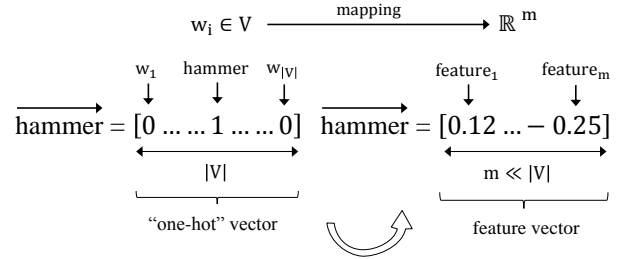 wᵢ ∈ V mapping ℝ ᵐ
w₁ hammer w|V| feature₁ featureₘ
hammer = [0 … … 1 … … 0] hammer = [0.12 … − 0.25]
|V| m ≪ |V|
“one-hot” vector feature vector